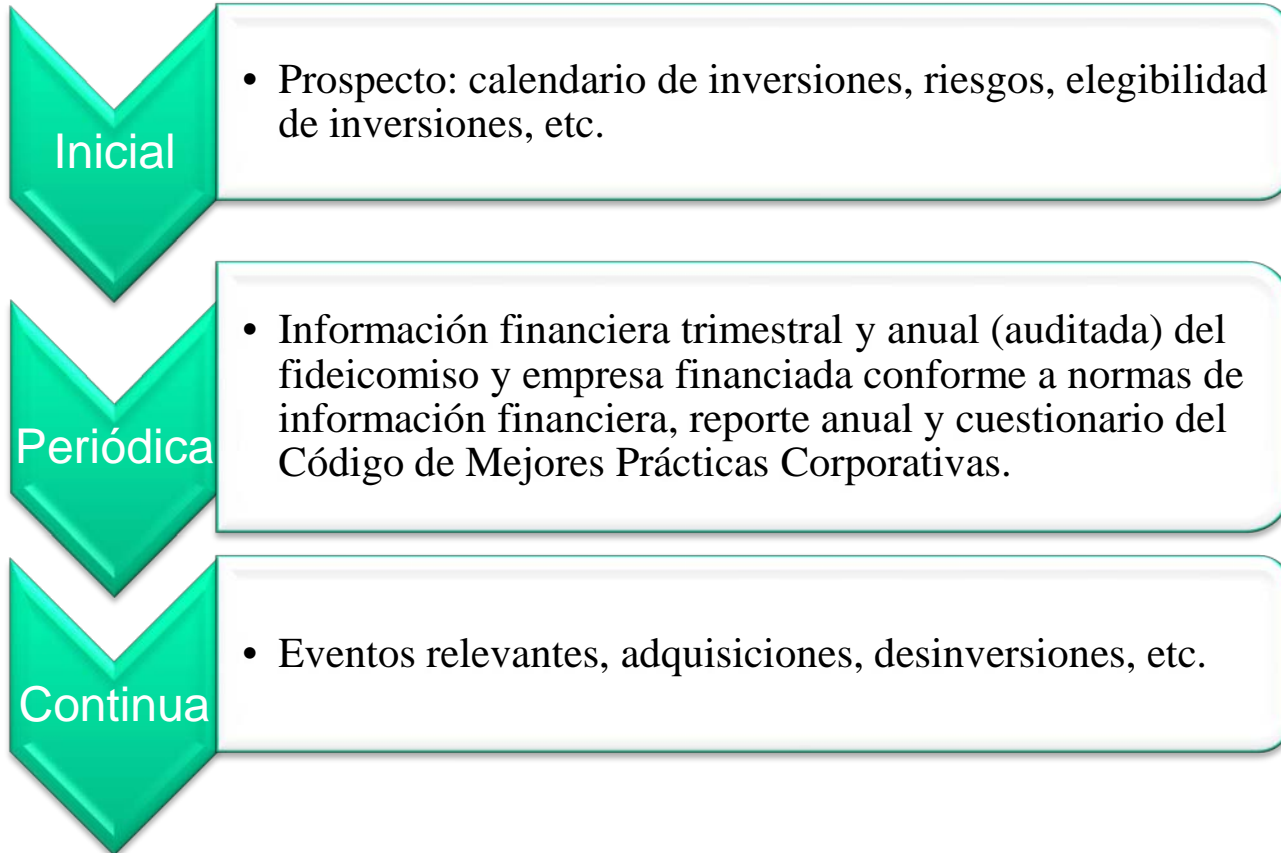 Inicial
• Prospecto: calendario de inversiones, riesgos, elegibilidad
de inversiones, etc.
Periódica
• Información financiera trimestral y anual (auditada) del
fideicomiso y empresa financiada conforme a normas de
información financiera, reporte anual y cuestionario del
Código de Mejores Prácticas Corporativas.
Continua
• Eventos relevantes, adquisiciones, desinversiones, etc.